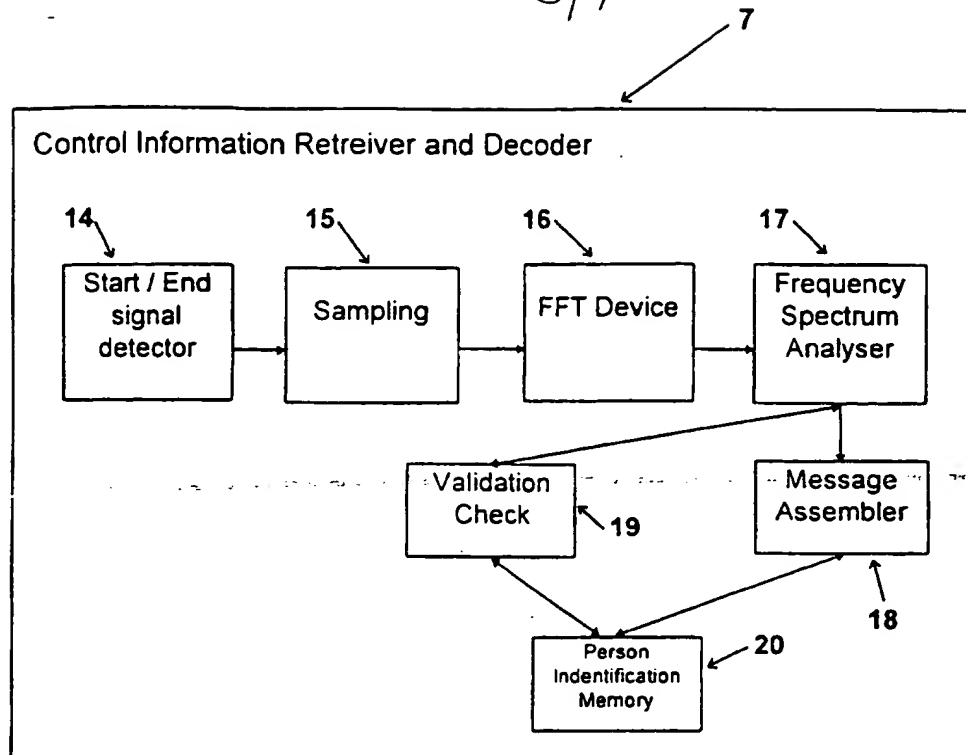 7
Control Information Retreiver and Decoder
14
15
16
17
Start / End
signal
detector
Sampling
FFT Device
Frequency
Spectrum
Analyser
Validation
Check
19
Message
Assembler
18
Person
Indentification
Memory
20